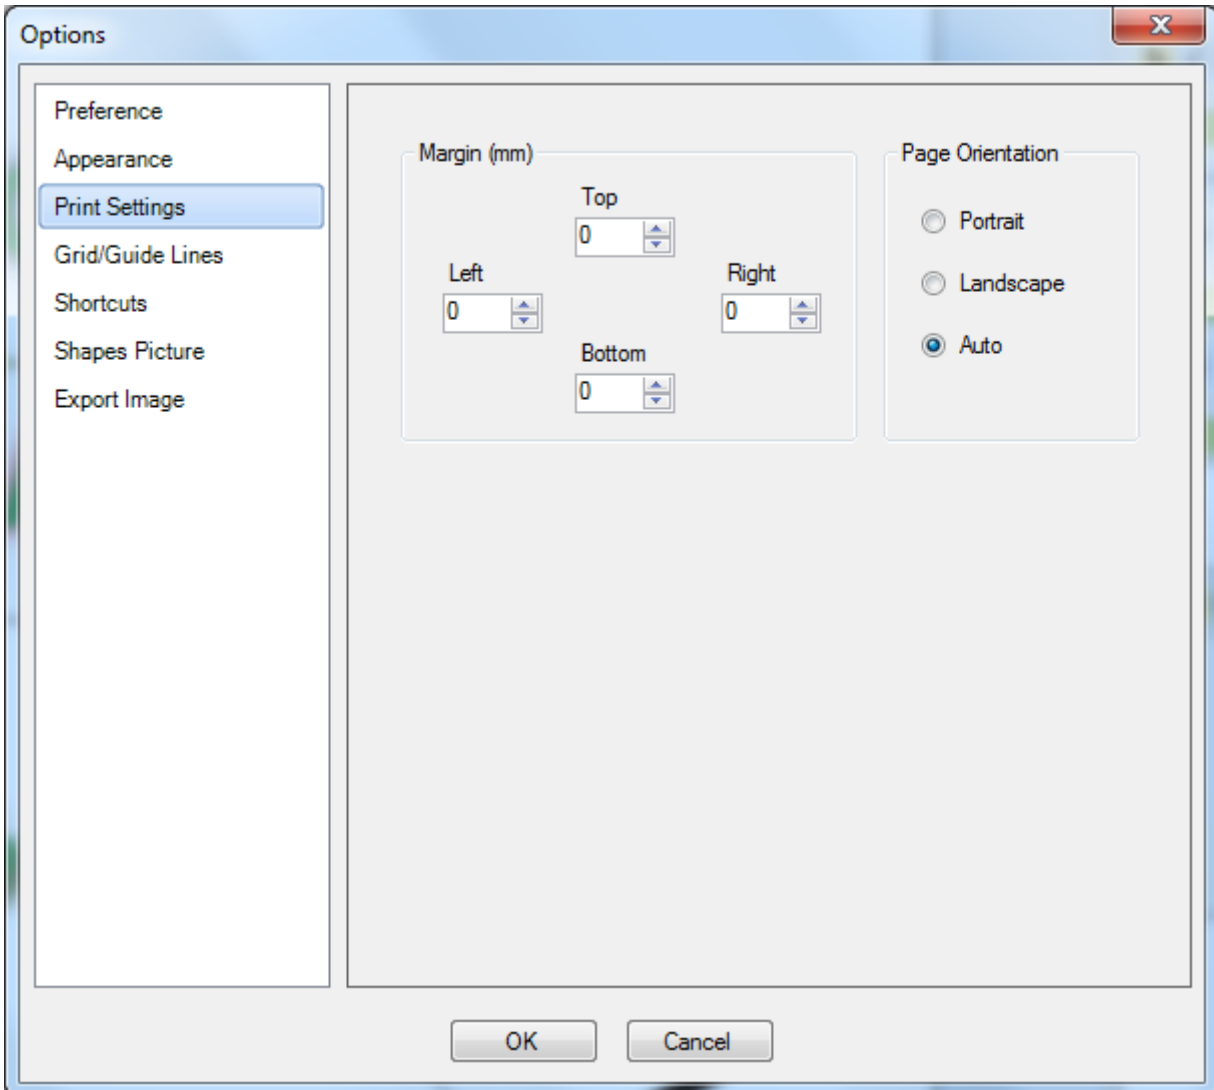 Options
Preference
Appearance
Print Settings
Grid/Guide Lines
Shortcuts
Shapes Picture
Export Image
Margin (mm)
Top
0
Left
0
Right
0
Bottom
0
Page Orientation
Portrait
Landscape
Auto
OK
Cancel